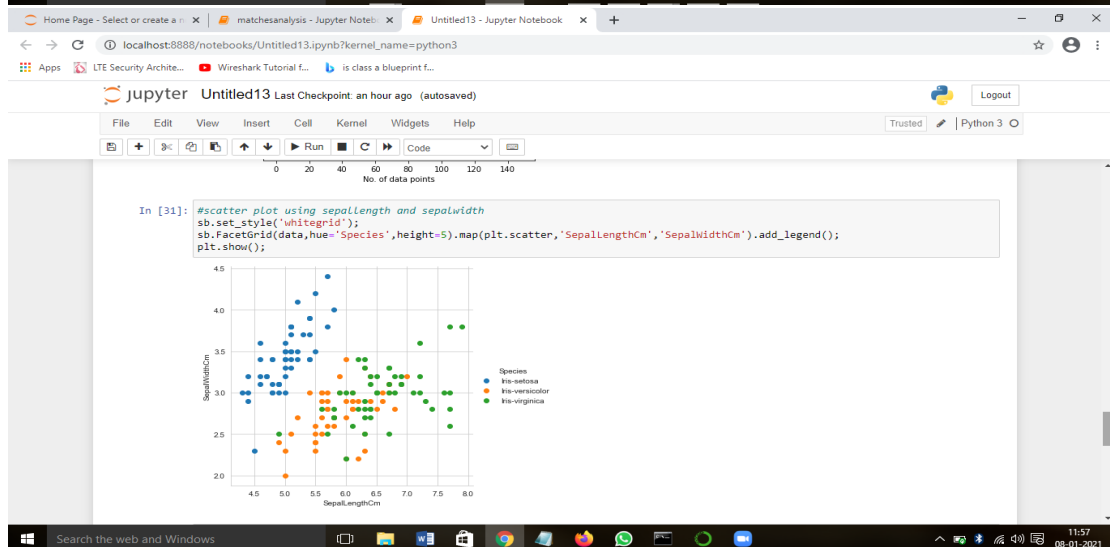 Home Page - Select or create a n
matchesanalysis - Jupyter Noteb
Untitled13 - Jupyter Notebook
localhost:8888/notebooks/Untitled13.ipynb?kernel_name=python3
Apps
LTE Security Archite...
Wireshark Tutorial f...
is class a blueprint f...
jupyter Untitled13 Last Checkpoint: an hour ago (autosaved)
Logout
File Edit View Insert Cell Kernel Widgets Help
Trusted
Python 3
Run
Code
0 20 40 60 80 100 120 140
No. of data points
In [31]: #scatter plot using sepallength and sepalwidth
sb.set_style('whitegrid');
sb.FacetGrid(data,hue='Species',height=5).map(plt.scatter,'SepalLengthCm','SepalWidthCm').add_legend();
plt.show();
4.5
4.0
3.5
3.0
2.5
2.0
SepalWidthCm
Species
Iris-setosa
Iris-versicolor
Iris-virginica
4.5 5.0 5.5 6.0 6.5 7.0 7.5 8.0
SepalLengthCm
Search the web and Windows
11:57
08-01-2021